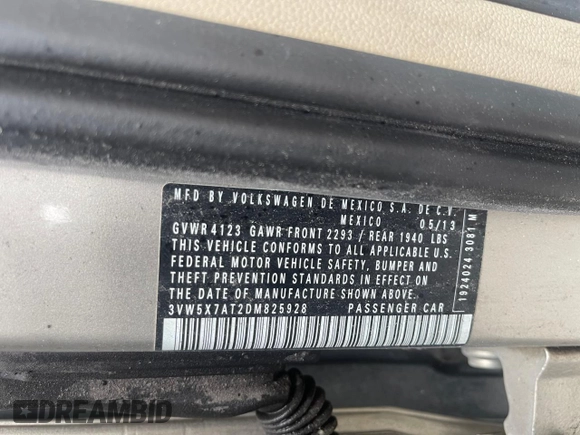 MFD BY VOLKSWAGEN DE MEXICO S.A. DE C.V.
MEXICO 05/13
GVWR 4123 GAWR FRONT 2293 / REAR 1940 LBS
THIS VEHICLE CONFORMS TO ALL APPLICABLE U.S.
FEDERAL MOTOR VEHICLE SAFETY, BUMPER AND
THEFT PREVENTION STANDARDS IN EFFECT ON
THE DATE OF MANUFACTURE SHOWN ABOVE.
3VW5X7AT2DM825928 PASSENGER CAR
1924024 3081 M
DREAMBID